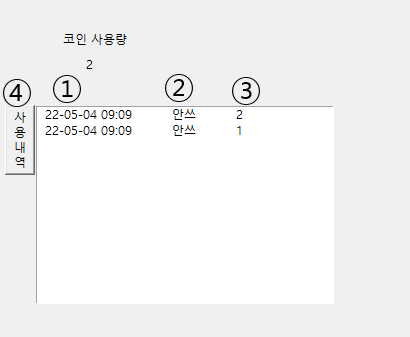 코인 사용량
2
④ ① ② ③
사용내역
22-05-04 09:09 안쓰 2
22-05-04 09:09 안쓰 1